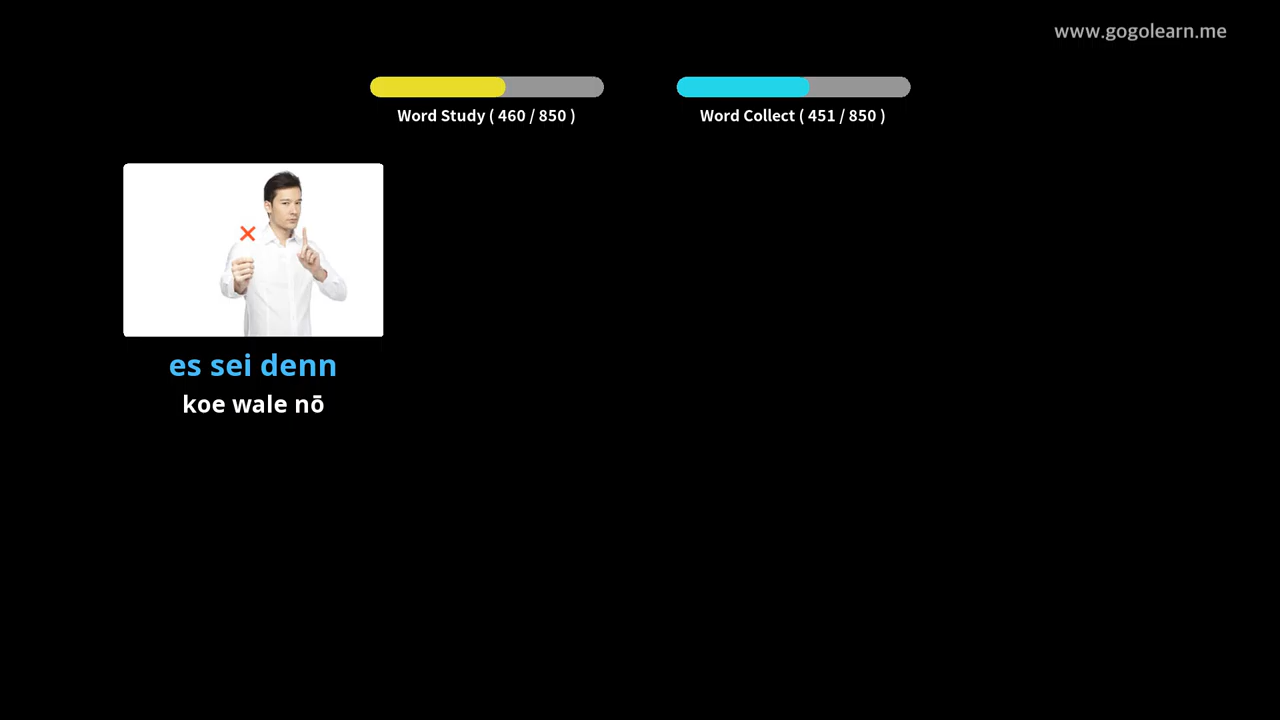 www.gogolearn.me
Word Study ( 460 / 850 )
Word Collect ( 451 / 850 )
es sei denn
koe wale nō